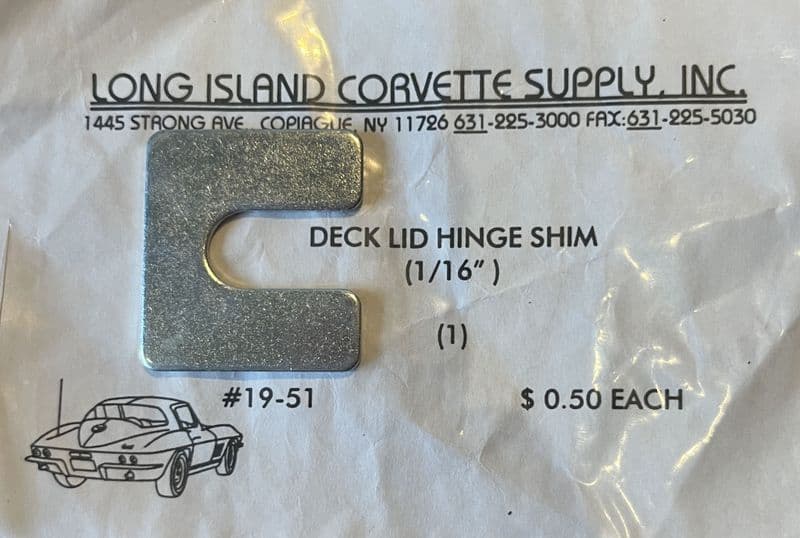 LONG ISLAND CORVETTE SUPPLY, INC.
1445 STRONG AVE., COPIAGUE, NY 11726 631-225-3000 FAX:631-225-5030
DECK LID HINGE SHIM
(1/16")
(1)
#19-51
$ 0.50 EACH